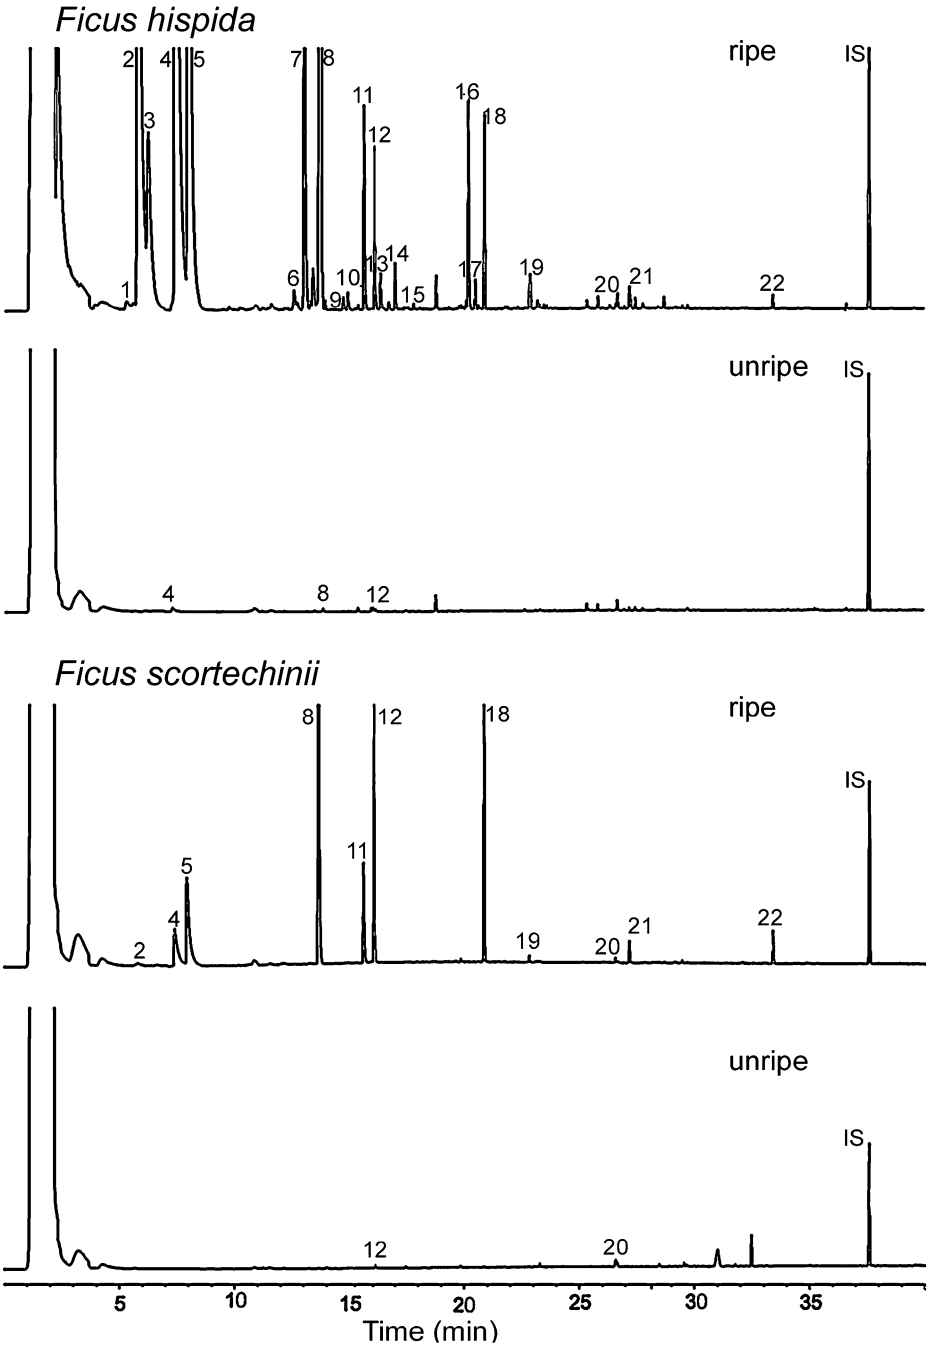 Ficus hispida
2 4 5 7 8 ripe IS
3 11 16 18
12
1 6 9 10 13 14 15 17 19 20 21 22
unripe IS
4 8 12
Ficus scortechinii
8 12 18 ripe
IS
2 4 5 11 19 20 21 22
unripe
IS
12 20
5 10 15 20 25 30 35
Time (min)